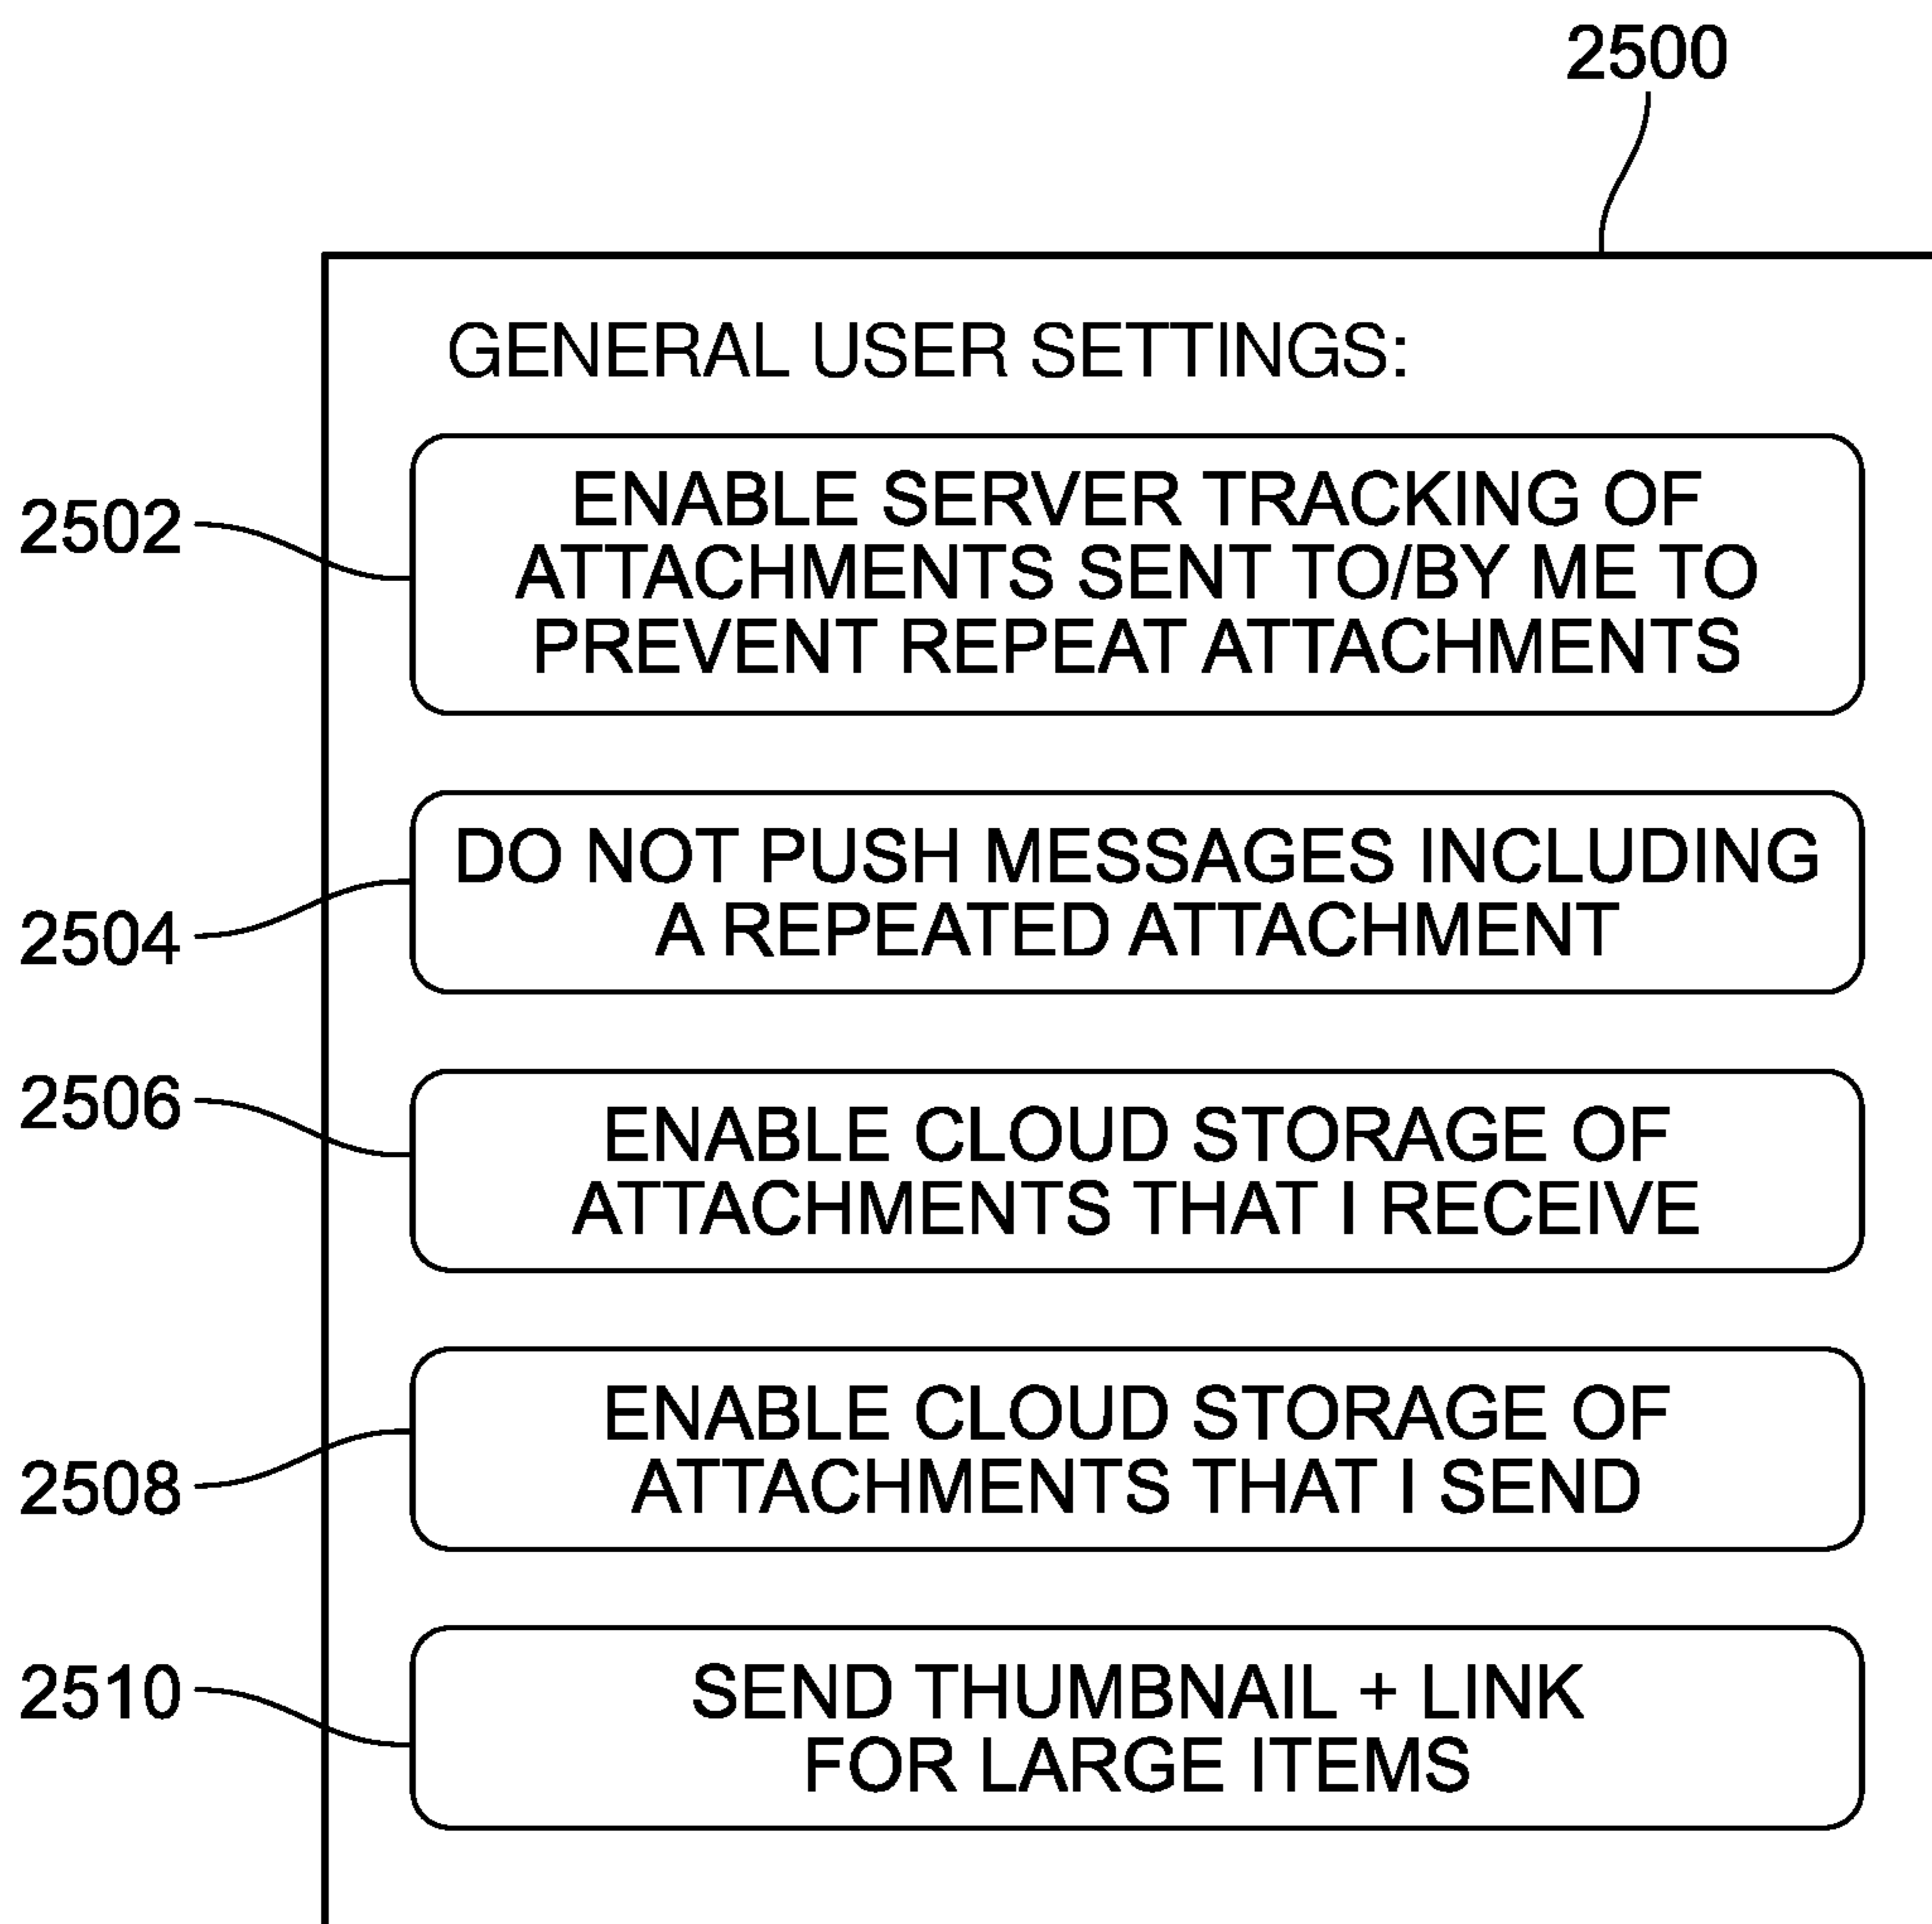 2500
GENERAL USER SETTINGS:
2502
ENABLE SERVER TRACKING OF
ATTACHMENTS SENT TO/BY ME TO
PREVENT REPEAT ATTACHMENTS
2504
DO NOT PUSH MESSAGES INCLUDING
A REPEATED ATTACHMENT
2506
ENABLE CLOUD STORAGE OF
ATTACHMENTS THAT I RECEIVE
2508
ENABLE CLOUD STORAGE OF
ATTACHMENTS THAT I SEND
2510
SEND THUMBNAIL + LINK
FOR LARGE ITEMS